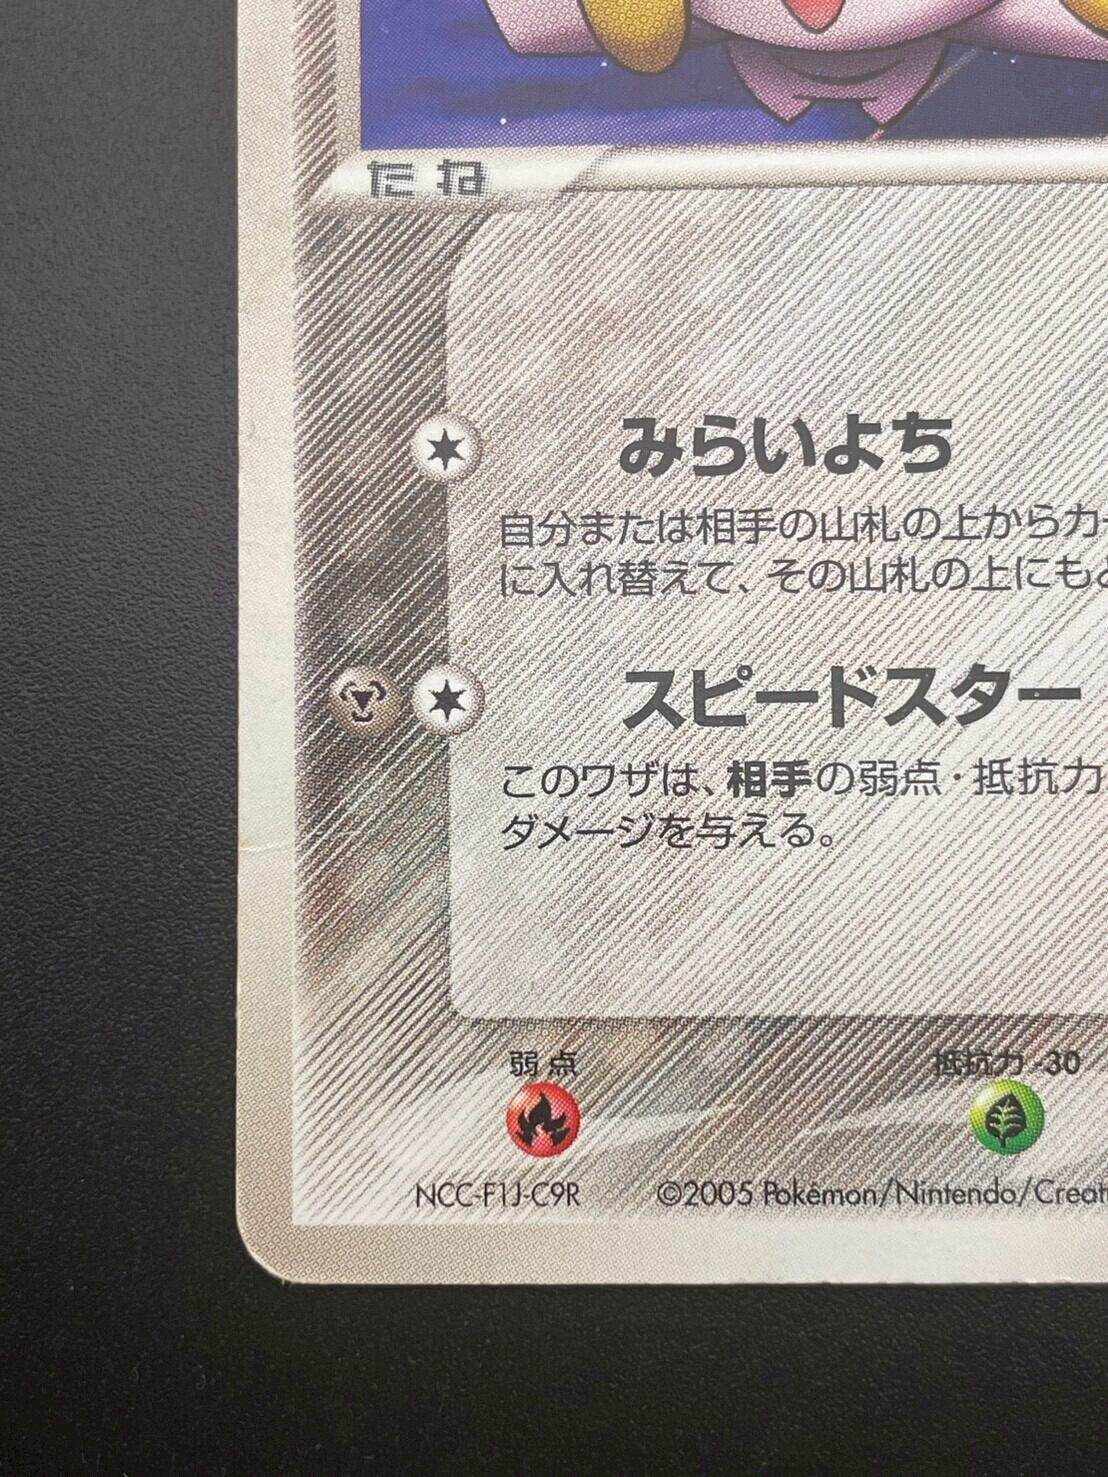 たね
みらいよち
自分または相手の山札の上からカー
に入れ替えて、その山札の上にもど
スピードスター
このワザは、相手の弱点・抵抗力
ダメージを与える。
弱点 抵抗力 -30
NCC-F1J-C9R ©2005 Pokémon/Nintendo/Creat